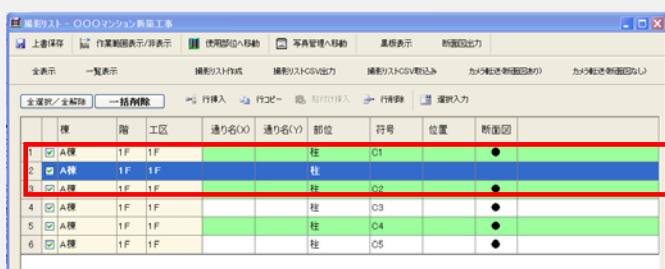 撮影リスト - ○○○マンション新築工事
上書保存 作業範囲表示/非表示 使用部位へ移動 写真管理へ移動 黒板表示 断面図出力
全表示 一覧表示 撮影リスト作成 撮影リストCSV出力 撮影リストCSV取込み カメラ転送(断面図あり) カメラ転送(断面図なし)
全選択/全解除 一括削除 行挿入 行コピー 貼付け挿入 行削除 選択入力
棟 階 工区 通り名(X) 通り名(Y) 部位 符号 位置 断面図
1 A棟 1F 1F 柱 C1 ●
2 A棟 1F 1F 柱
3 A棟 1F 1F 柱 C2 ●
4 A棟 1F 1F 柱 C3 ●
5 A棟 1F 1F 柱 C4 ●
6 A棟 1F 1F 柱 C5 ●